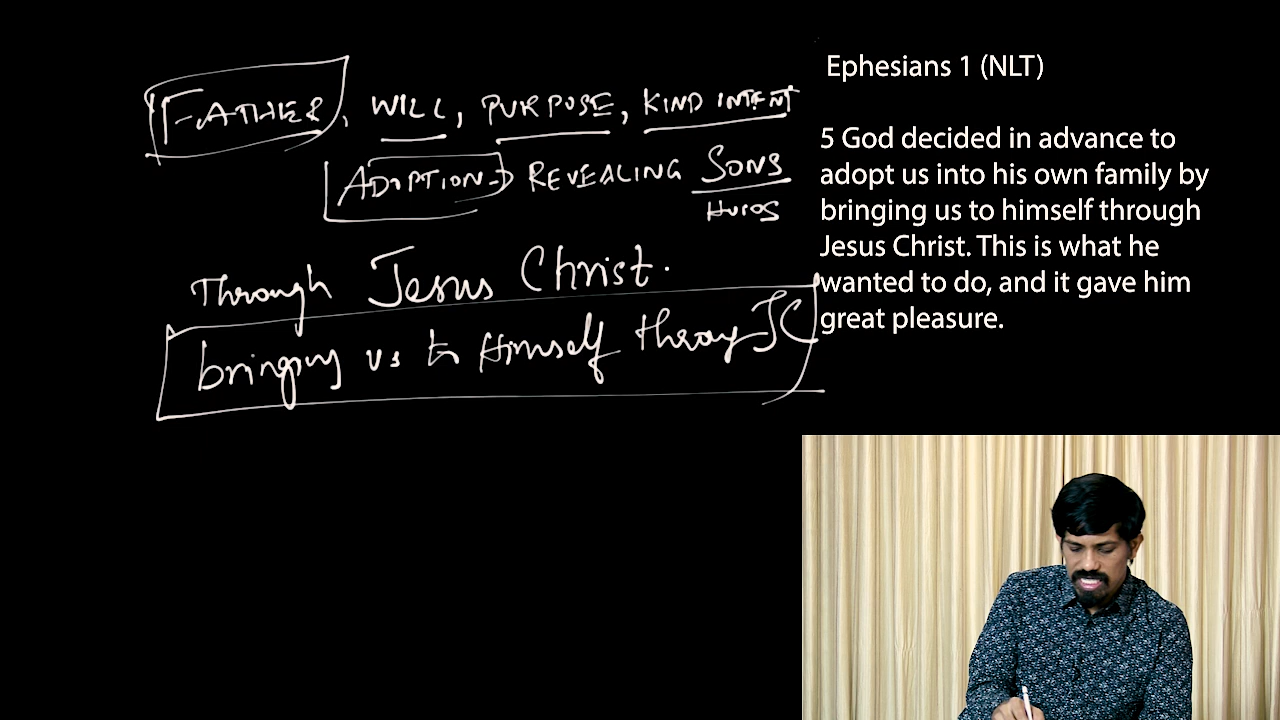 FATHER, WILL, PURPOSE, KIND INTENT
ADOPTION → REVEALING SONS
HUIOS
Through Jesus Christ.
bringing us to Himself throug JC
Ephesians 1 (NLT)
5 God decided in advance to
adopt us into his own family by
bringing us to himself through
Jesus Christ. This is what he
wanted to do, and it gave him
great pleasure.